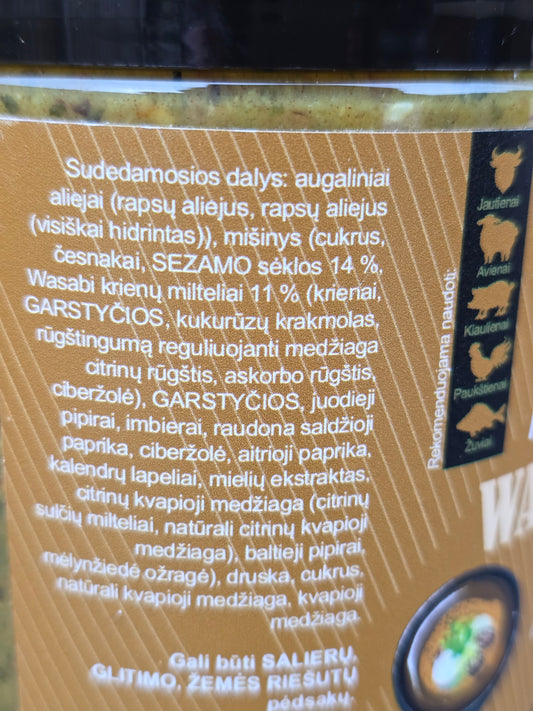 Sudedamosios dalys: augaliniai
aliejai (rapsų aliejus, rapsų aliejus
(visiškai hidrintas)), mišinys (cukrus,
česnakai, SEZAMO sėklos 14 %,
Wasabi krienų milteliai 11 % (krienai,
GARSTYČIOS, kukurūzų krakmolas,
rūgštingumą reguliuojanti medžiaga
citrinų rūgštis, askorbo rūgštis,
ciberžolė), GARSTYČIOS, juodieji
pipirai, imbierai, raudona saldžioji
paprika, ciberžolė, aitrioji paprika,
kalendrų lapeliai, mielių ekstraktas,
citrinų kvapioji medžiaga (citrinų
sulčių milteliai, natūrali citrinų kvapioji
medžiaga), baltieji pipirai,
mėlynžiedė ožragė), druska, cukrus,
natūrali kvapioji medžiaga, kvapioji
medžiaga.
Gali būti SALIERŲ,
GLITIMO, ŽEMĖS RIEŠUTŲ
pėdsakų.
Rekomenduojama naudoti:
Jautienai
Avienai
Kiaulienai
Paukštienai
Žuviai
WA